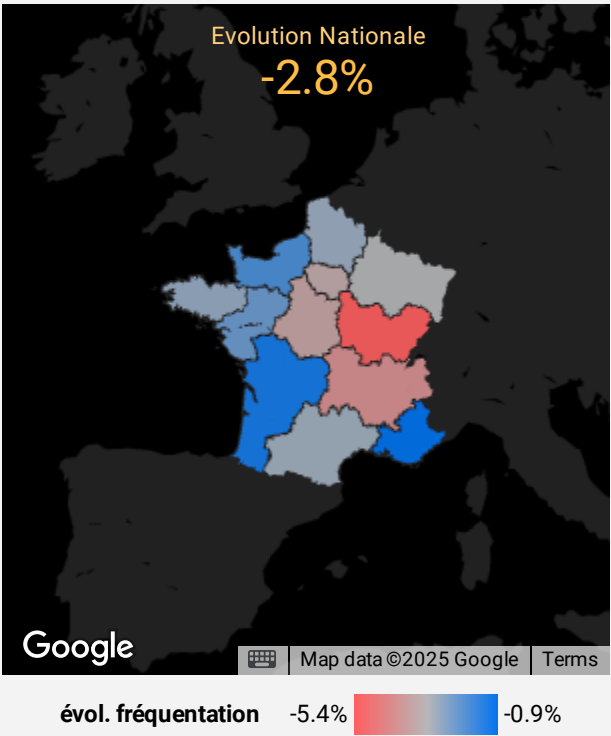 Evolution Nationale
-2.8%
Google
Map data ©2025 Google
Terms
évol. fréquentation -5.4% -0.9%